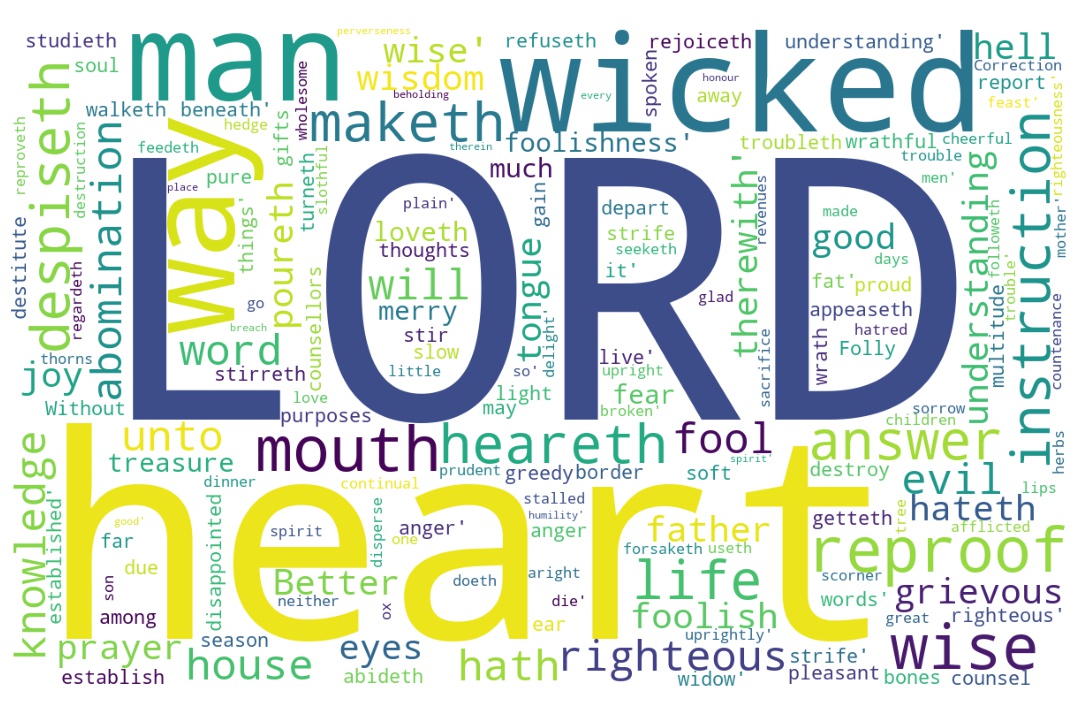 perverseness
studieth
man
wise'
refuseth
wicked
rejoiceth
understanding'
hell
soul
despiseth
wisdom
beholding
every
spoken
honour
away
Correction
report
feast'
walketh
beneath'
wholesome
maketh
foolishness'
reproveth
destruction
abomination
feedeth
way
hedge
gifts
turneth
slothful
therein
much
troubleth
wrathful
cheerful
trouble
righteousness'
instruction
LORD
place
pure
things'
poureth
plain'
loveth
thoughts
will
merry
stir
slow
little
gain
tongue
so'
delight'
depart
strife
seeketh
it'
glad
therewith'
revenues
made
good
days
fat'
proud
appeaseth
hatred
wrath
Folly
men'
understanding
followeth
multitude
trouble'
mother'
countenance
destitute
regardeth
go
breach
word
stirreth
counsellors
love
thorns
joy
Without
purposes
light
may
live'
upright
fear
broken'
sacrifice
sorrow
children
herbs
heart
unto
treasure
dinner
mouth
heareth
fool
spirit'
answer
knowledge
established'
continual
prudent
greedy
border
soft
destroy
evil
lips
good'
far
due
son
among
disappointed
spirit
disperse
anger'
one
stalled
humility'
anger
father
getteth
tree
hateth
afflicted
forsaketh
useth
reproof
Better
neither
ox
doeth
aright
die'
life
scorner
grievous
foolish
words'
great
righteous'
ear
uprightly'
prayer
season
house
eyes
abideth
hath
righteous
widow'
strife'
pleasant
wise
bones
counsel
establish